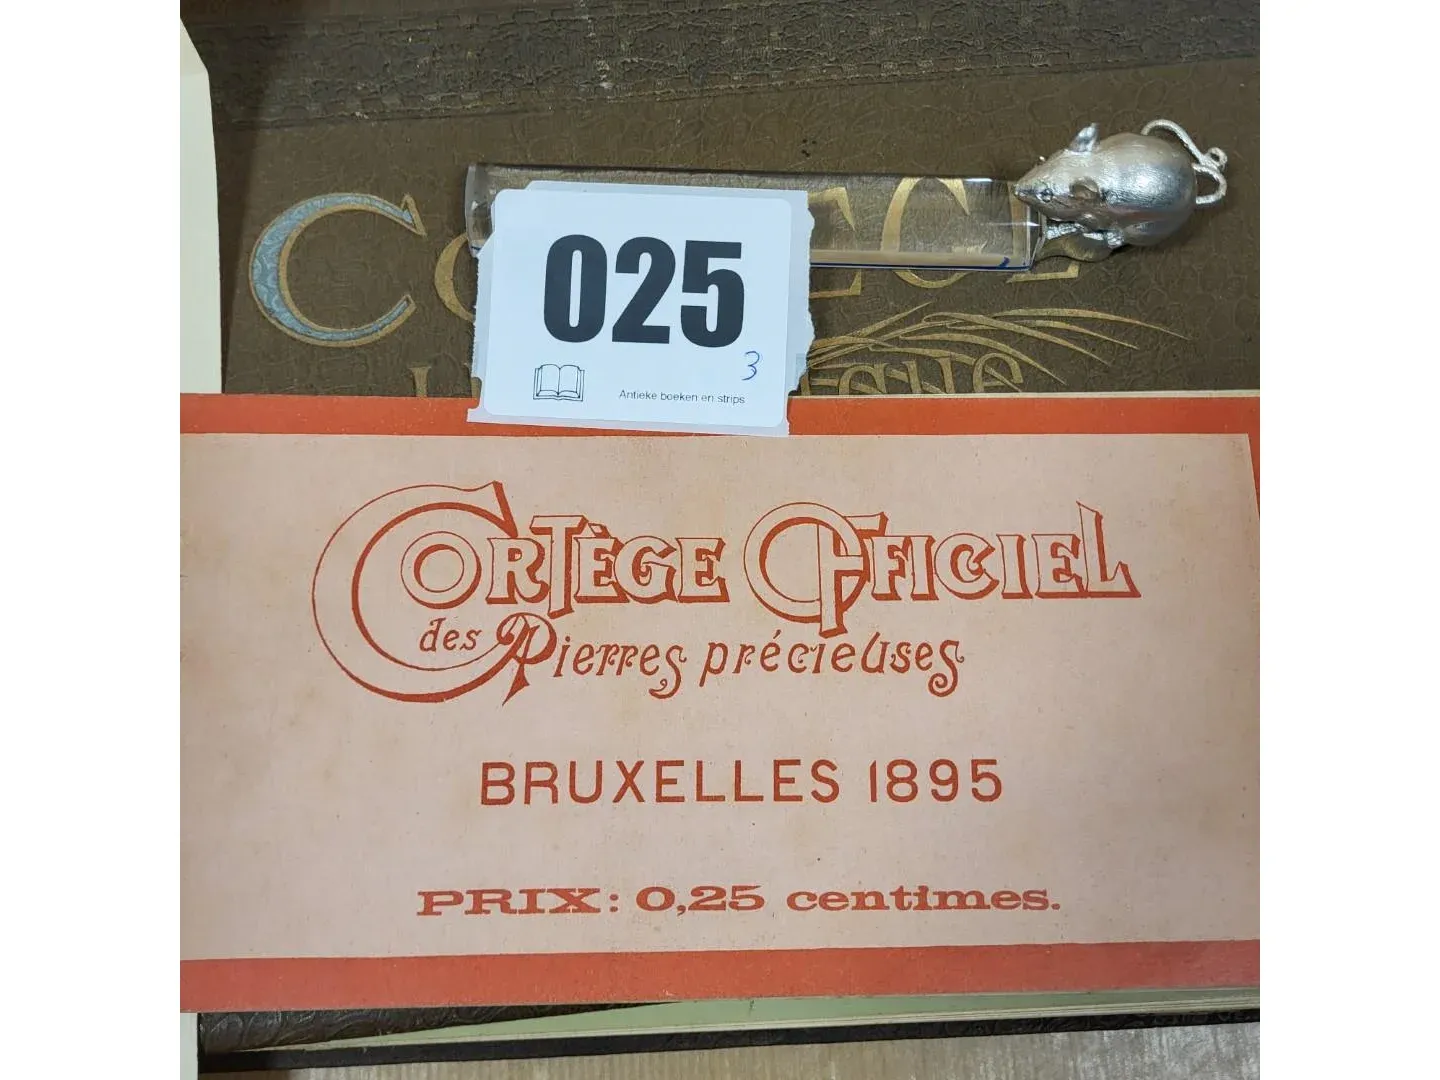 025
3
Antieke boeken en strips
CORTÈGE OFFICIEL
des Pierres précieuses
BRUXELLES 1895
PRIX: 0,25 centimes.